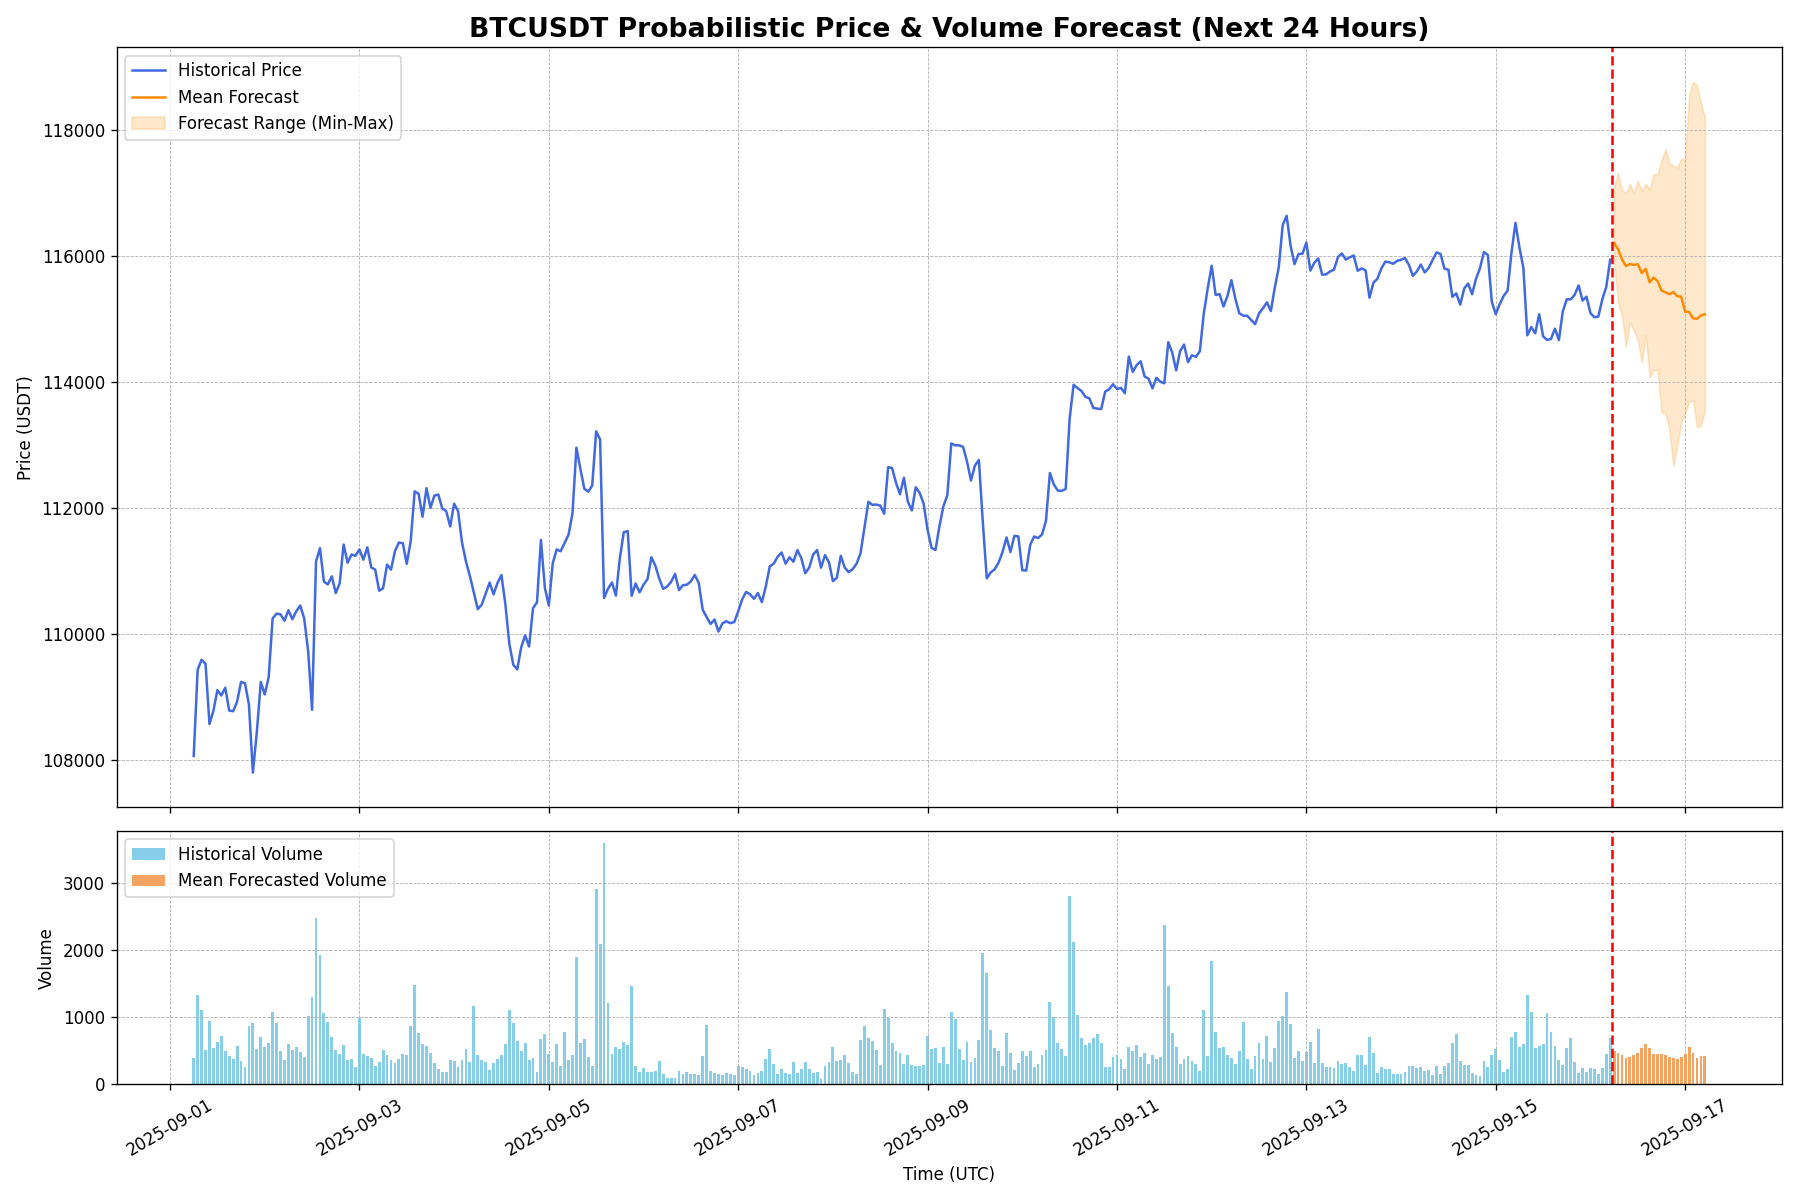 BTCUSDT Probabilistic Price & Volume Forecast (Next 24 Hours)
Historical Price
Mean Forecast
Forecast Range (Min-Max)
118000
116000
114000
112000
110000
108000
Price (USDT)
Historical Volume
Mean Forecasted Volume
3000
2000
1000
0
Volume
2025-09-01
2025-09-03
2025-09-05
2025-09-07
2025-09-09
2025-09-11
2025-09-13
2025-09-15
2025-09-17
Time (UTC)